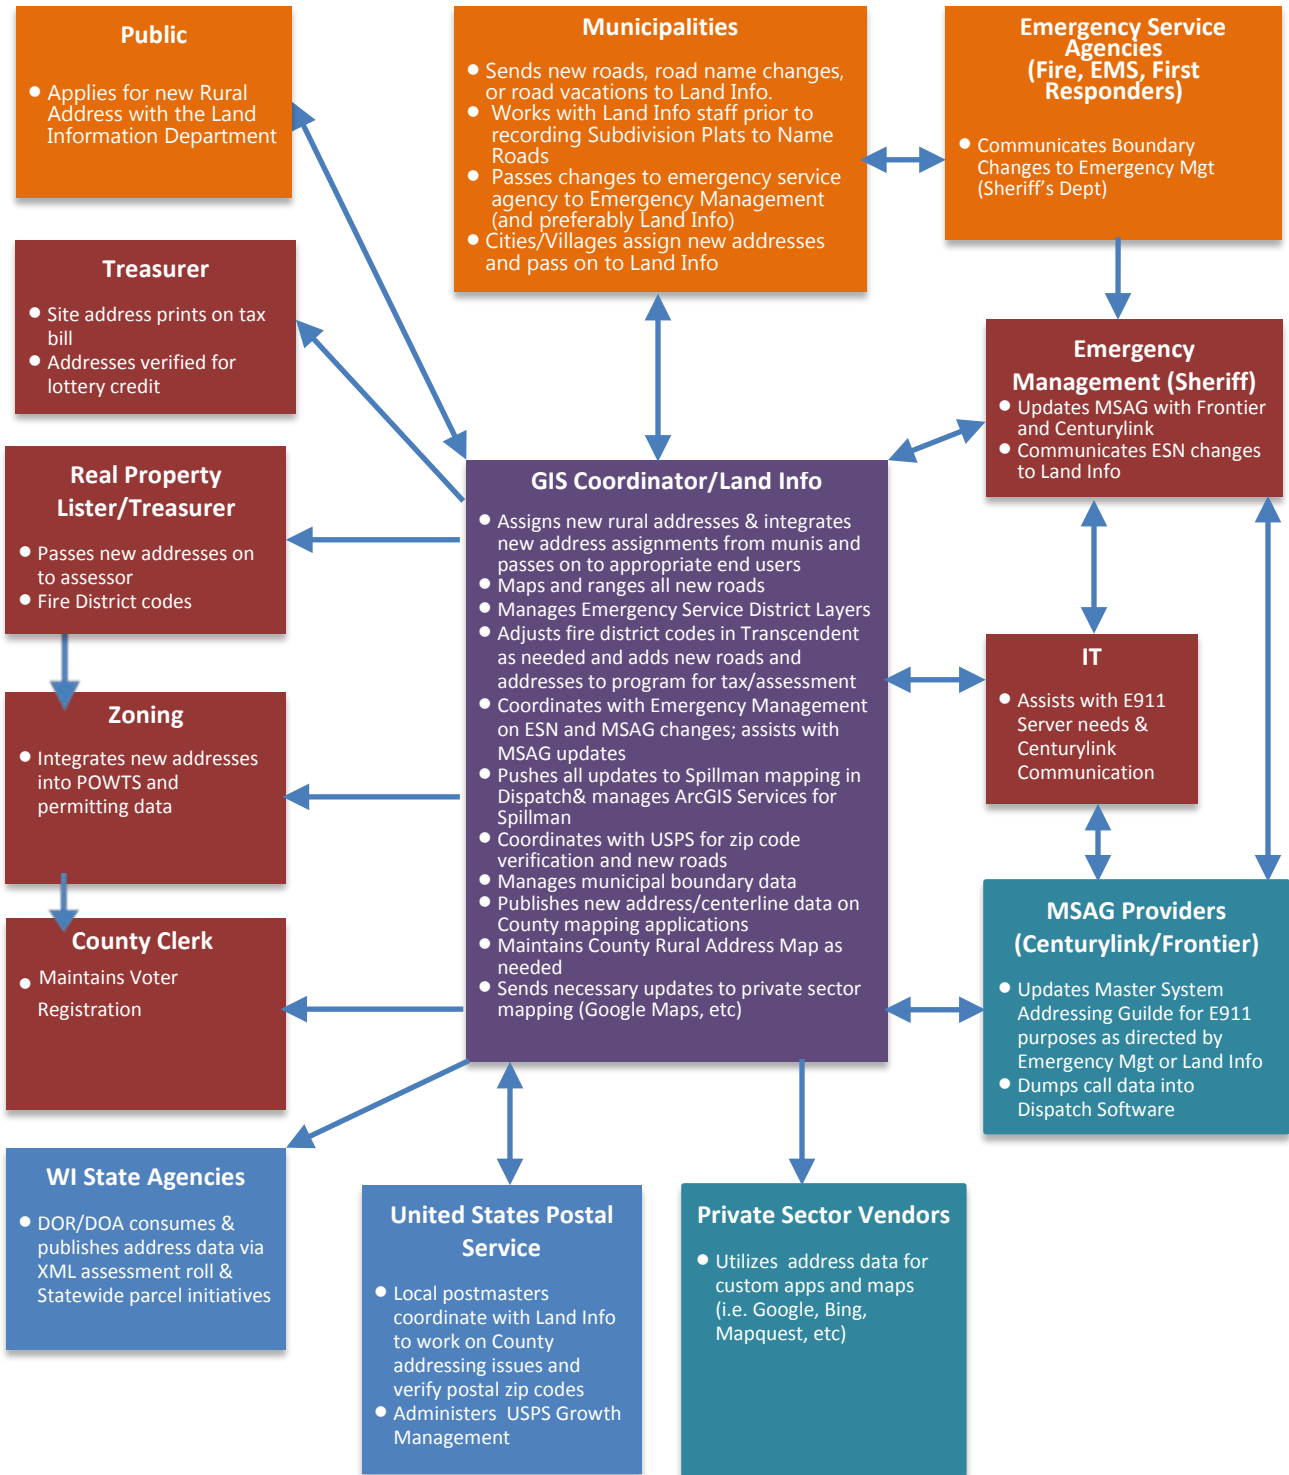 Public
Applies for new Rural
Address with the Land
Information Department
Municipalities
Sends new roads, road name changes,
or road vacations to Land Info.
Works with Land Info staff prior to
recording Subdivision Plats to Name
Roads
Passes changes to emergency service
agency to Emergency Management
(and preferably Land Info)
Cities/Villages assign new addresses
and pass on to Land Info
Emergency Service
Agencies
(Fire, EMS, First
Responders)
Communicates Boundary
Changes to Emergency Mgt
(Sheriff's Dept)
Treasurer
Site address prints on tax
bill
Addresses verified for
lottery credit
Emergency
Management (Sheriff)
Updates MSAG with Frontier
and Centurylink
Communicates ESN changes
to Land Info
Real Property
Lister/Treasurer
Passes new addresses on
to assessor
Fire District codes
GIS Coordinator/Land Info
Assigns new rural addresses & integrates
new address assignments from munis and
passes on to appropriate end users
Maps and ranges all new roads
Manages Emergency Service District Layers
Adjusts fire district codes in Transcendent
as needed and adds new roads and
addresses to program for tax/assessment
Coordinates with Emergency Management
on ESN and MSAG changes; assists with
MSAG updates
Pushes all updates to Spillman mapping in
Dispatch& manages ArcGIS Services for
Spillman
Coordinates with USPS for zip code
verification and new roads
Manages municipal boundary data
Publishes new address/centerline data on
County mapping applications
Maintains County Rural Address Map as
needed
Sends necessary updates to private sector
mapping (Google Maps, etc)
IT
Assists with E911
Server needs &
Centurylink
Communication
Zoning
Integrates new addresses
into POWTS and
permitting data
County Clerk
Maintains Voter
Registration
MSAG Providers
(Centurylink/Frontier)
Updates Master System
Addressing Guilde for E911
purposes as directed by
Emergency Mgt or Land Info
Dumps call data into
Dispatch Software
WI State Agencies
DOR/DOA consumes &
publishes address data via
XML assessment roll &
Statewide parcel initiatives
United States Postal
Service
Local postmasters
coordinate with Land Info
to work on County
addressing issues and
verify postal zip codes
Administers  USPS Growth
Management
Private Sector Vendors
Utilizes  address data for
custom apps and maps
(i.e. Google, Bing,
Mapquest, etc)